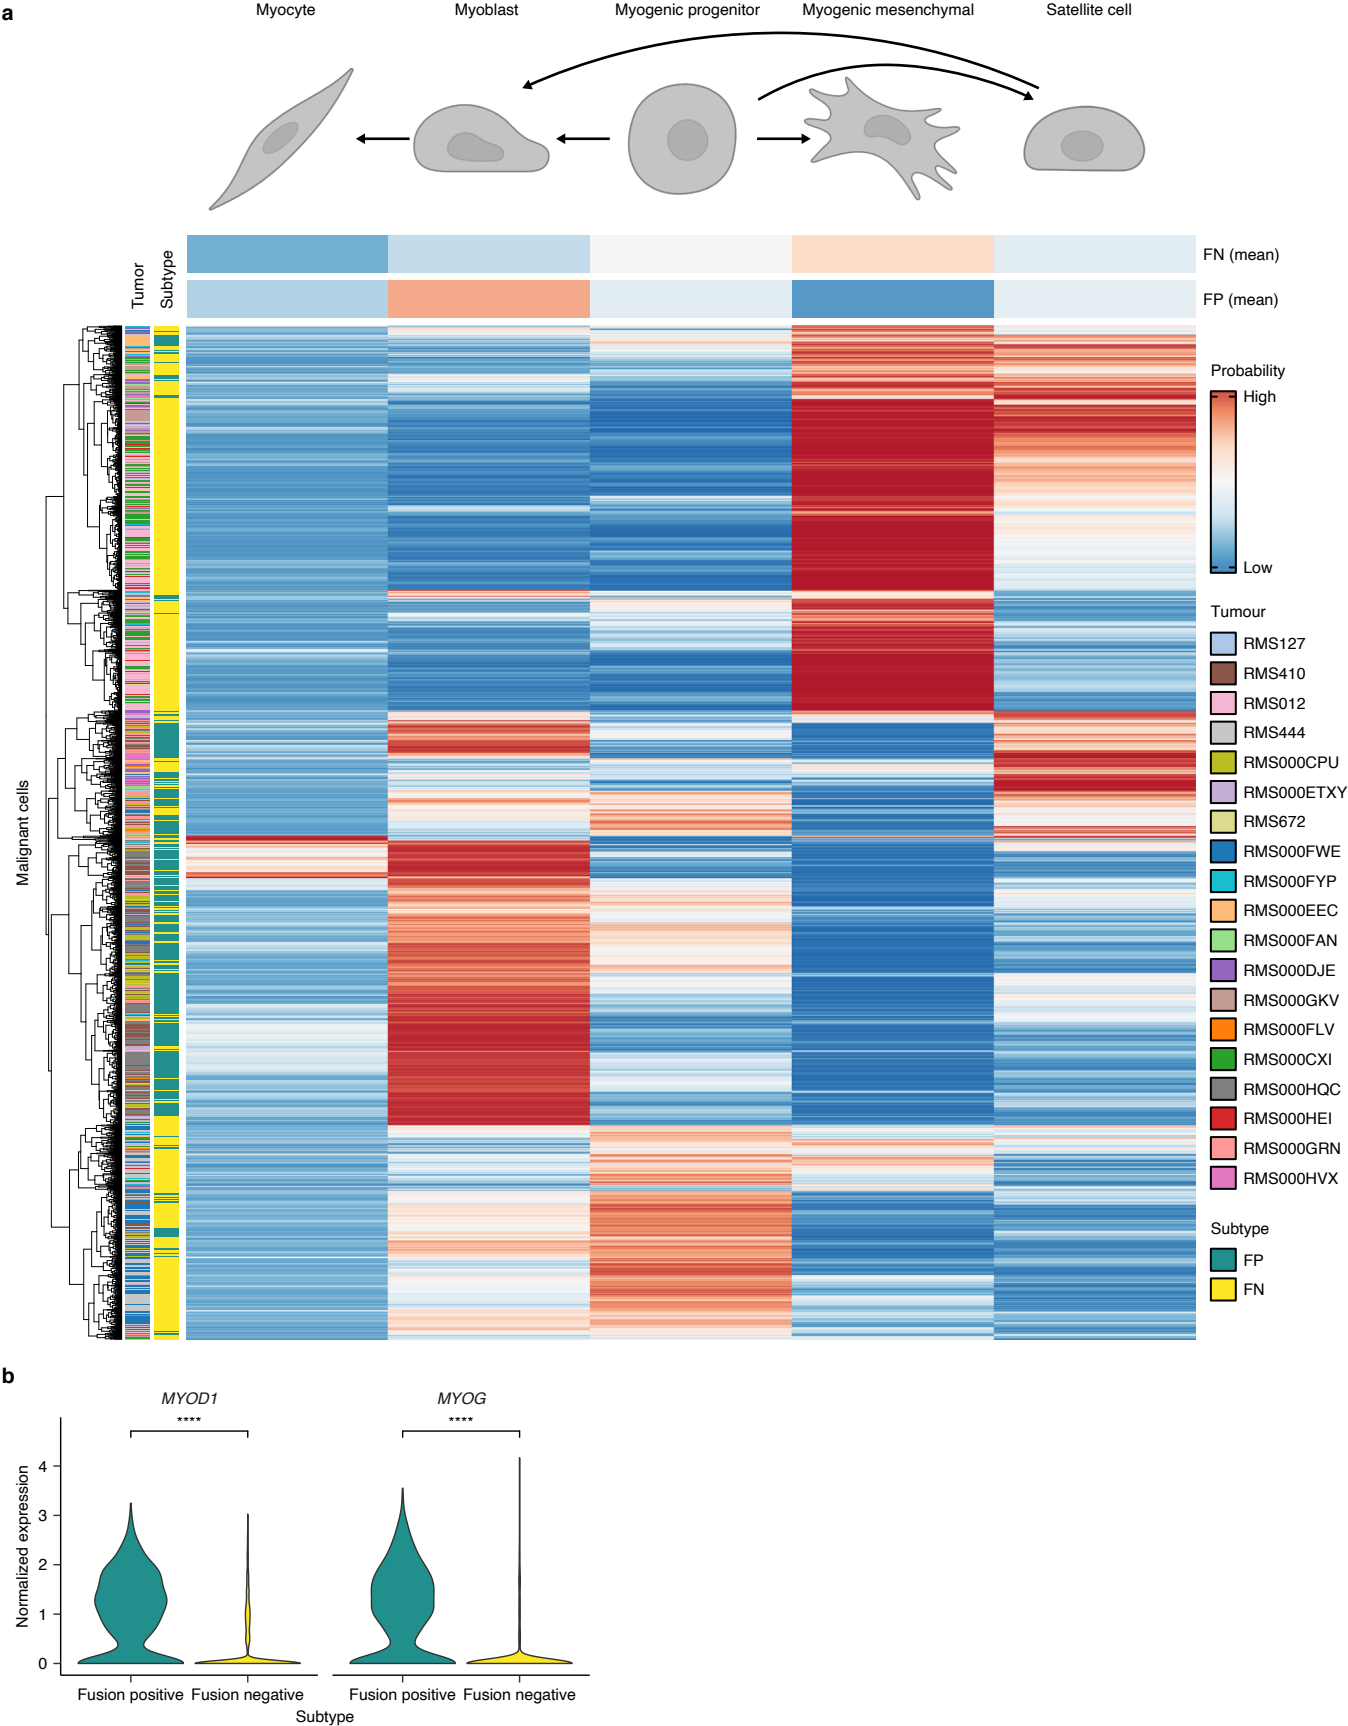 a
Myocyte
Myoblast
Myogenic progenitor
Myogenic mesenchymal
Satellite cell
Tumor
Subtype
FN (mean)
FP (mean)
Malignant cells
Probability
High
Low
Tumour
RMS127
RMS410
RMS012
RMS444
RMS000CPU
RMS000ETXY
RMS672
RMS000FWE
RMS000FYP
RMS000EEC
RMS000FAN
RMS000DJE
RMS000GKV
RMS000FLV
RMS000CXI
RMS000HQC
RMS000HEI
RMS000GRN
RMS000HVX
Subtype
FP
FN
b
MYOD1
MYOG
****
****
Normalized expression
4
3
2
1
0
Fusion positive
Fusion negative
Fusion positive
Fusion negative
Subtype